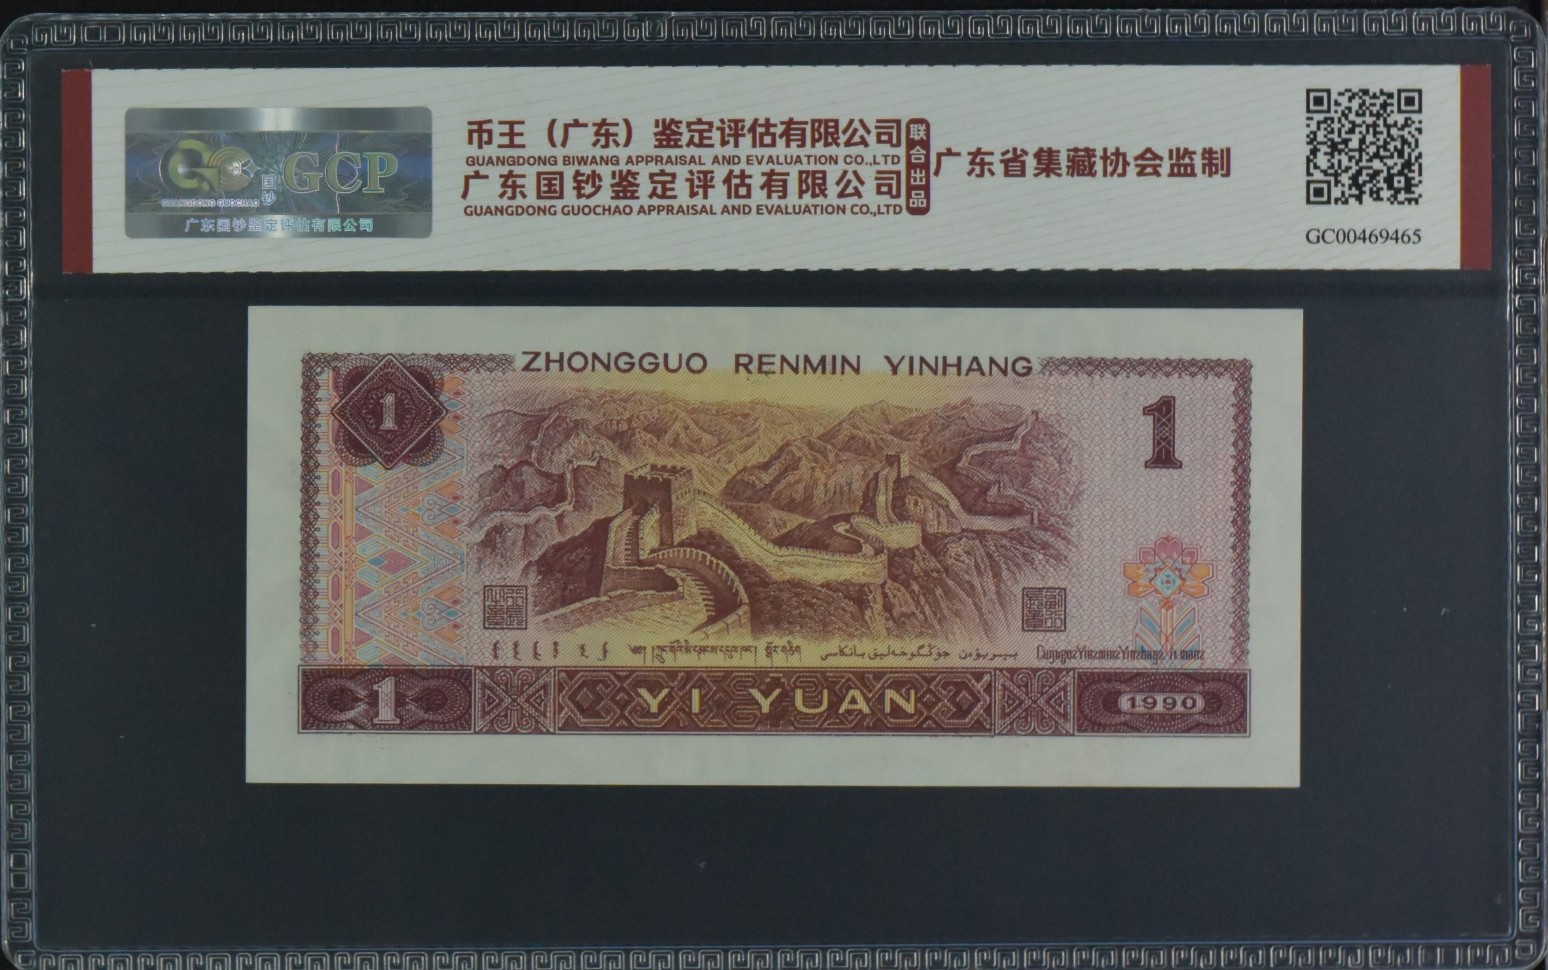 币王（广东）鉴定评估有限公司
GUANGDONG BIWANG APPRAISAL AND EVALUATION CO.,LTD
广东国钞鉴定评估有限公司
GUANGDONG GUOCHAO APPRAISAL AND EVALUATION CO.,LTD
联合出品
广东省集藏协会监制
GCP
国钞
GUANGDONG GUOCHAO
广东国钞鉴定评估有限公司
GC00469465
ZHONGGUO RENMIN YINHANG
1
1
1
YI YUAN
1990